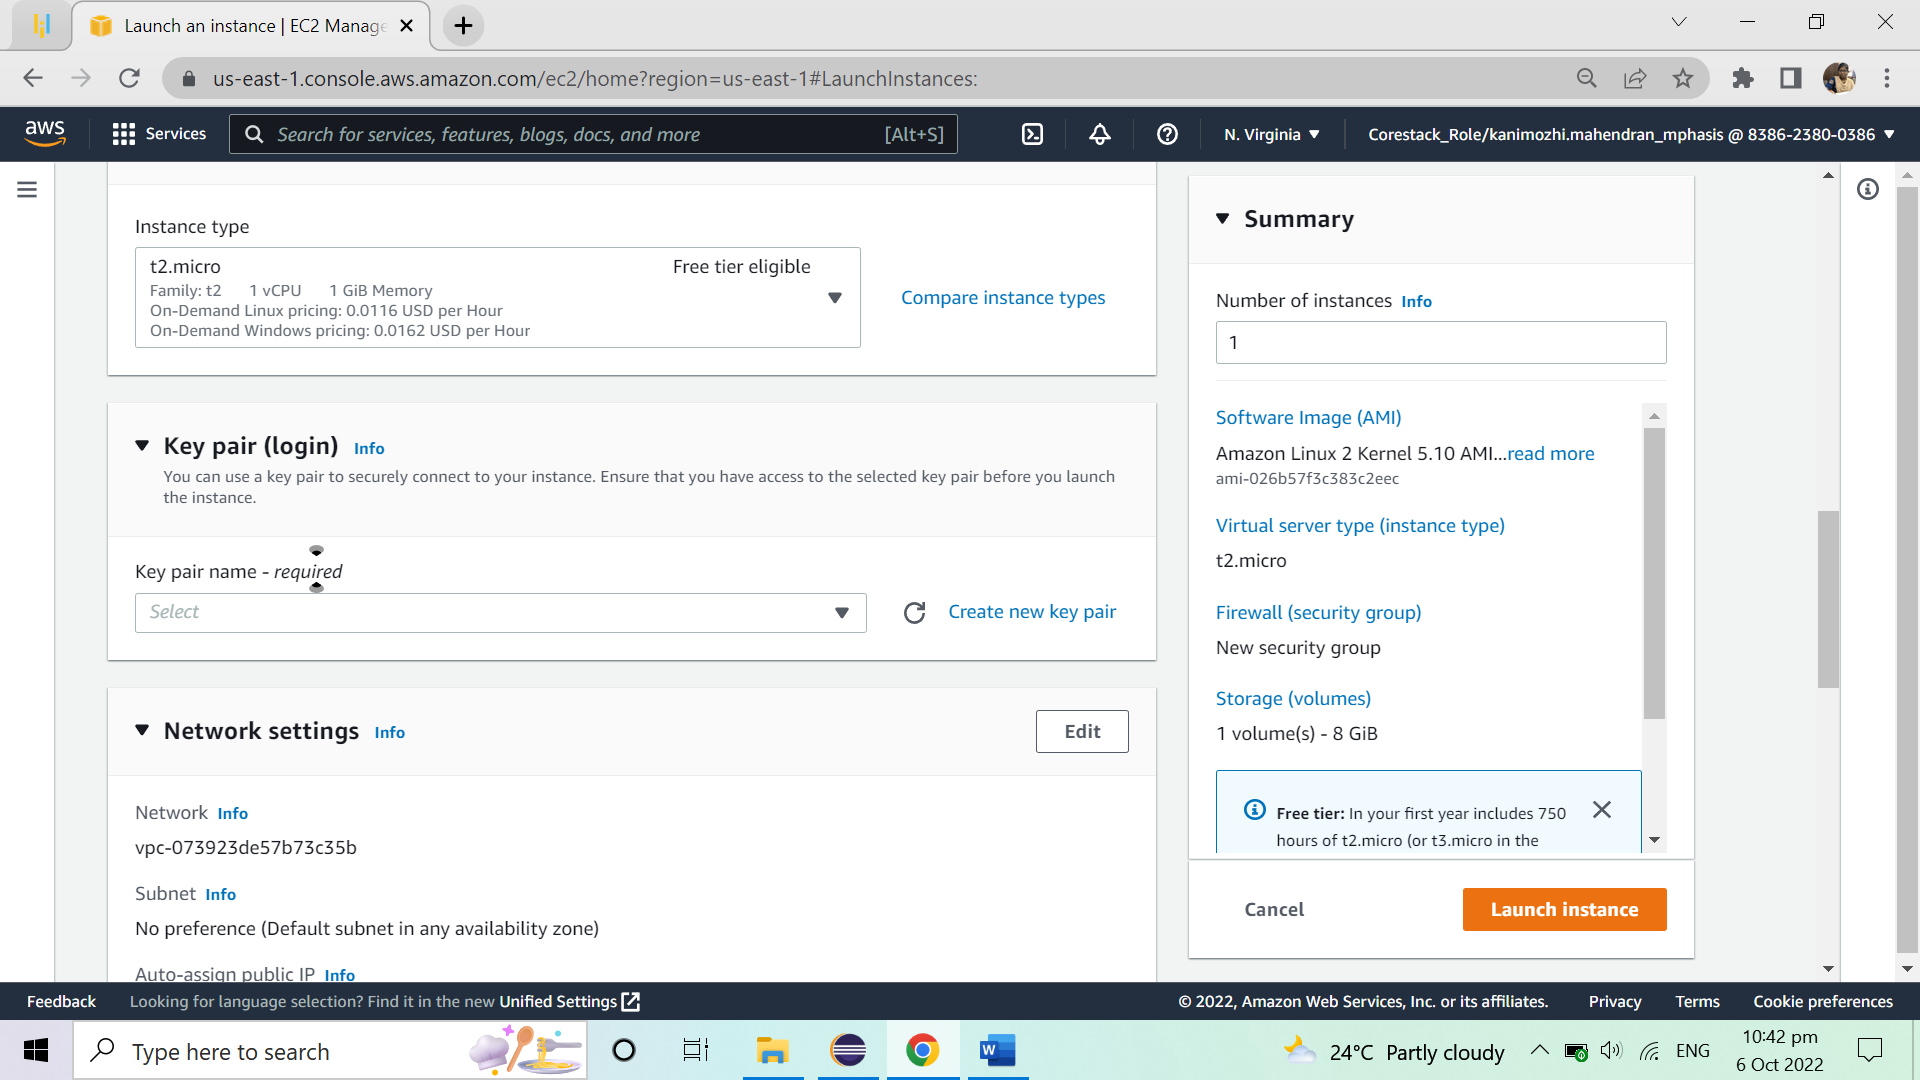 Launch an instance | EC2 Manage
us-east-1.console.aws.amazon.com/ec2/home?region=us-east-1#LaunchInstances:
aws
Services
Search for services, features, blogs, docs, and more [Alt+S]
N. Virginia
Corestack_Role/kanimozhi.mahendran_mphasis @ 8386-2380-0386
Instance type
t2.micro Free tier eligible
Family: t2 1 vCPU 1 GiB Memory
On-Demand Linux pricing: 0.0116 USD per Hour
On-Demand Windows pricing: 0.0162 USD per Hour
Compare instance types
Key pair (login) Info
You can use a key pair to securely connect to your instance. Ensure that you have access to the selected key pair before you launch
the instance.
Key pair name - required
Select
Create new key pair
Network settings Info
Edit
Network Info
vpc-073923de57b73c35b
Subnet Info
No preference (Default subnet in any availability zone)
Auto-assign public IP Info
Summary
Number of instances Info
1
Software Image (AMI)
Amazon Linux 2 Kernel 5.10 AMI...read more
ami-026b57f3c383c2eec
Virtual server type (instance type)
t2.micro
Firewall (security group)
New security group
Storage (volumes)
1 volume(s) - 8 GiB
Free tier: In your first year includes 750
hours of t2.micro (or t3.micro in the
Cancel
Launch instance
Feedback
Looking for language selection? Find it in the new Unified Settings
© 2022, Amazon Web Services, Inc. or its affiliates.
Privacy
Terms
Cookie preferences
Type here to search
W
24°C Partly cloudy
ENG
10:42 pm
6 Oct 2022